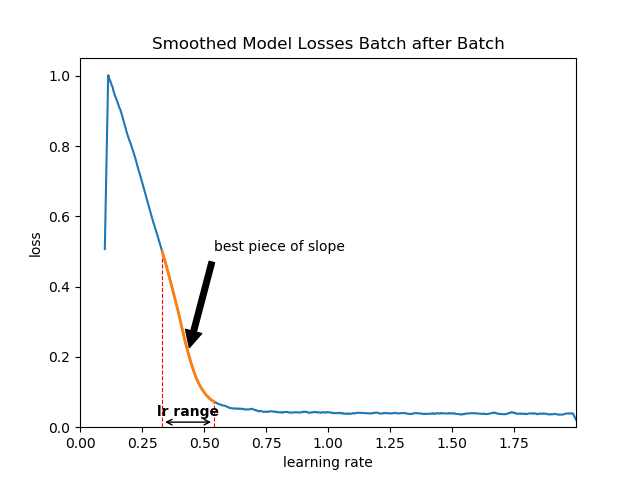 Smoothed Model Losses Batch after Batch
1.0
0.8
0.6
0.4
0.2
0.0
loss
best piece of slope
lr range
0.00 0.25 0.50 0.75 1.00 1.25 1.50 1.75
learning rate